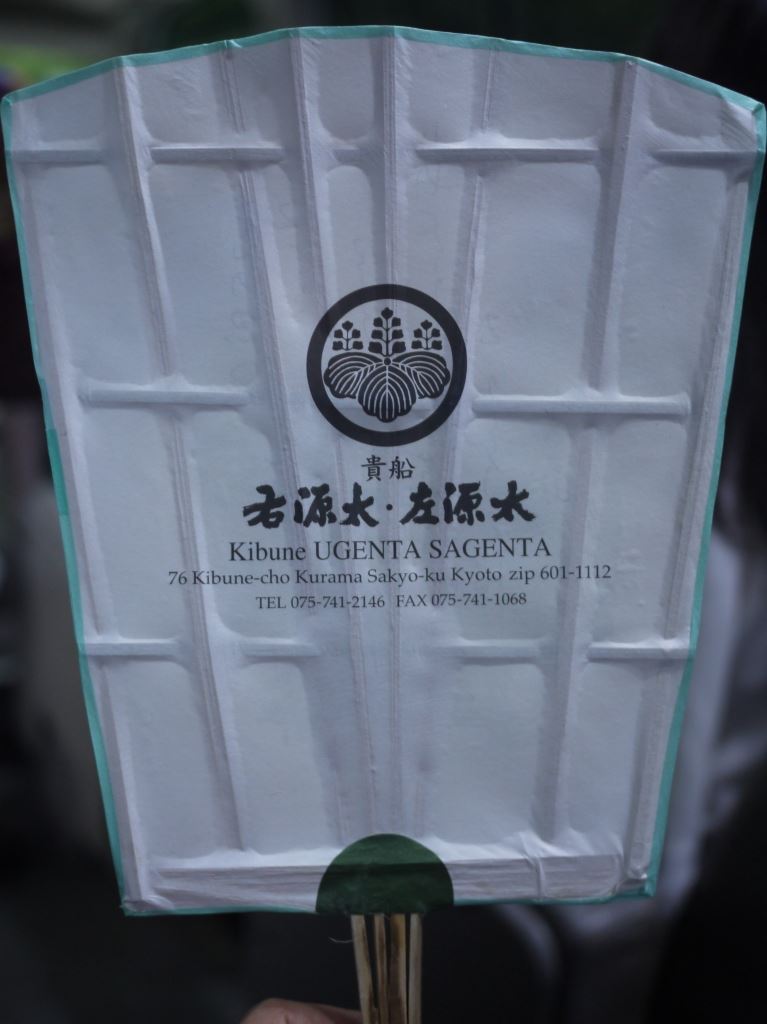 貴船
右源太・左源太
Kibune UGENTA SAGENTA
76 Kibune-cho Kurama Sakyo-ku Kyoto zip 601-1112
TEL 075-741-2146 FAX 075-741-1068